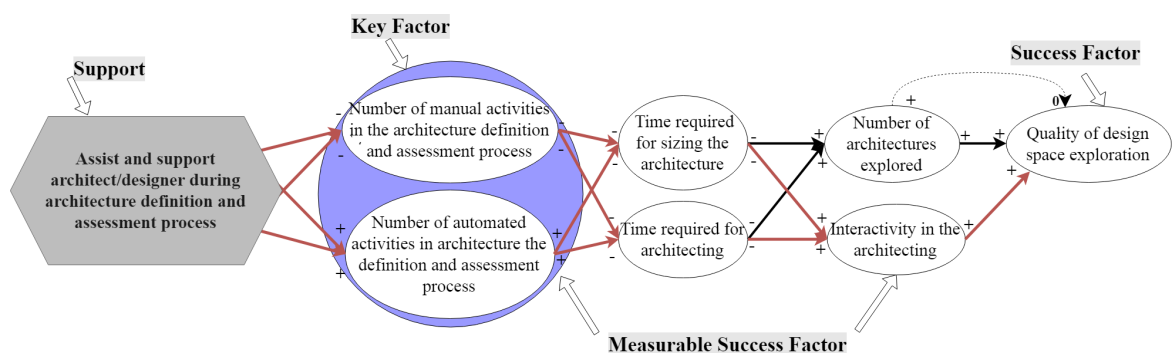 Key Factor
Support
Success Factor
Assist and support
architect/designer during
architecture definition and
assessment process
- -
- -
+ +
+ +
Number of manual activities
in the architecture definition
and assessment process
Number of automated
activities in architecture the
definition and assessment
process
- -
- -
+ -
+ -
Time required
for sizing the
architecture
Time required for
architecting
- +
- +
- +
- +
Number of
architectures
explored
Interactivity in the
architecting
+ 0
+ +
+ +
Quality of design
space exploration
Measurable Success Factor